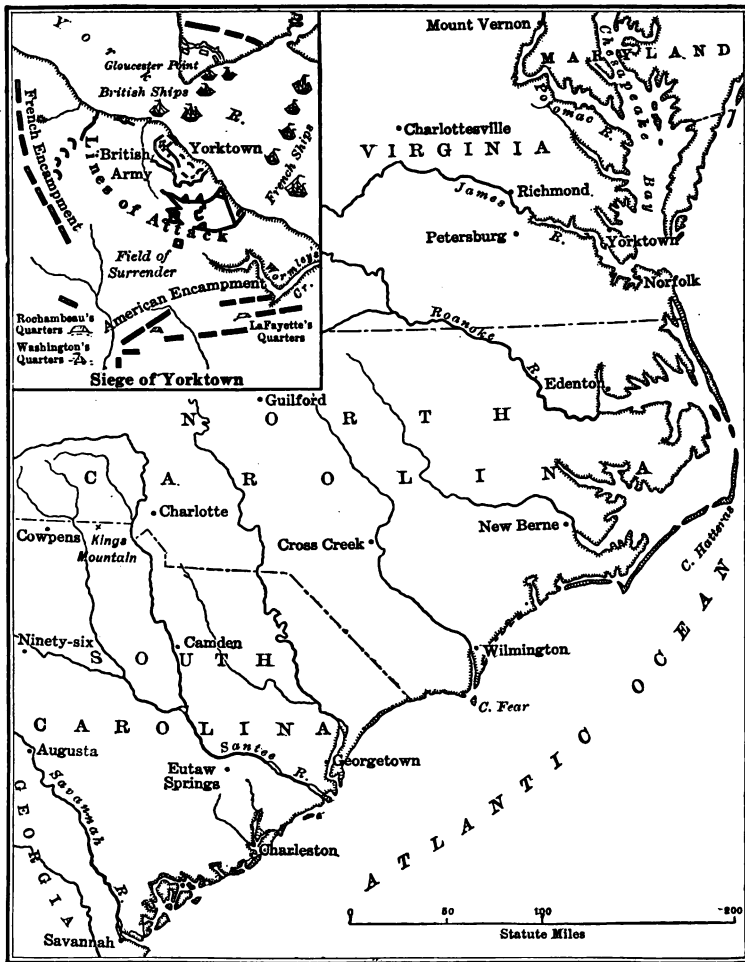 York
R.
Gloucester Point
British Ships
French Ships
French Encampment
British
Army
Yorktown
Lines of Attack
Field of
Surrender
Wormley's
Cr.
American Encampment
Rochambeau's
Quarters
Washington's
Quarters
LaFayette's
Quarters
Siege of Yorktown
Mount Vernon
MARYLAND
Chesapeake
Bay
Potomac R.
Charlottesville
VIRGINIA
James
R.
Richmond
Petersburg
Yorktown
Norfolk
Roanoke
R.
Edenton
Guilford
NORTH
CAROLINA
Charlotte
Cowpens
Kings
Mountain
Cross Creek
New Berne
C. Hatteras
Ninety-six
Camden
SOUTH
Wilmington
C. Fear
CAROLINA
Augusta
Santee
R.
Georgetown
Eutaw
Springs
Savannah
R.
GEORGIA
Charleston
Savannah
ATLANTIC OCEAN
0 50 100 200
Statute Miles